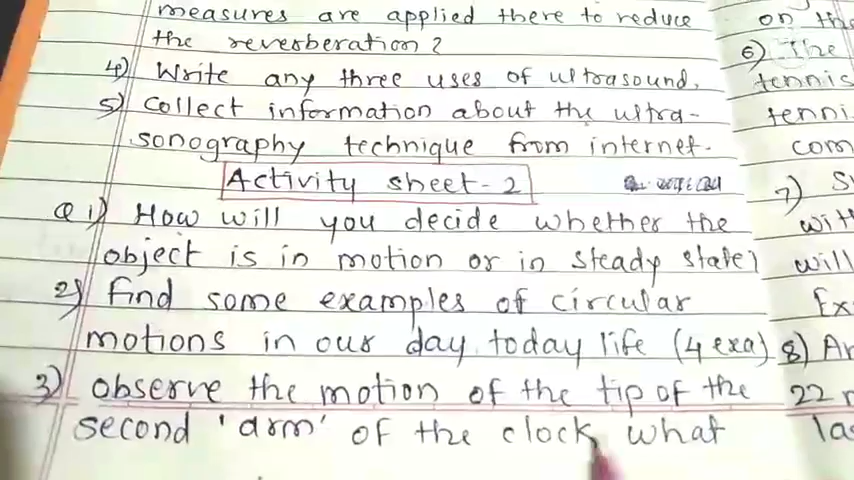 measures are applied there to reduce
the reverberation?
4) Write any three uses of ultrasound.
5) collect information about the ultra-
sonography technique from internet.
Activity sheet-2
Q 1) How will you decide whether the
object is in motion or in steady state?
2) find some examples of circular
motions in our day today life (4 exa)
3) observe the motion of the tip of the
second 'arm' of the clock what
on this
6) The
tennis
tenni
com
7) S
with
will
Ex
8) Ar
22
la